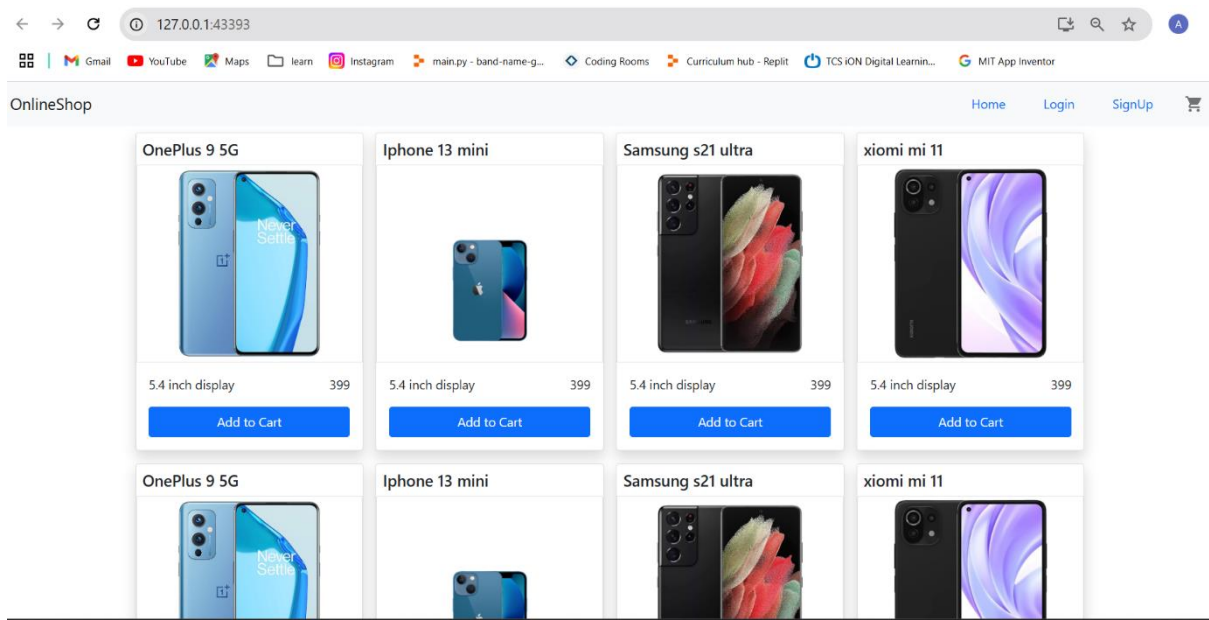 127.0.0.1:43393
Gmail YouTube Maps learn Instagram main.py - band-name-g... Coding Rooms Curriculum hub - Replit TCS iON Digital Learnin... MIT App Inventor
OnlineShop Home Login SignUp
OnePlus 9 5G Iphone 13 mini Samsung s21 ultra xiomi mi 11
Never
Settle
5.4 inch display 399 5.4 inch display 399 5.4 inch display 399 5.4 inch display 399
Add to Cart Add to Cart Add to Cart Add to Cart
OnePlus 9 5G Iphone 13 mini Samsung s21 ultra xiomi mi 11
Never
Settle